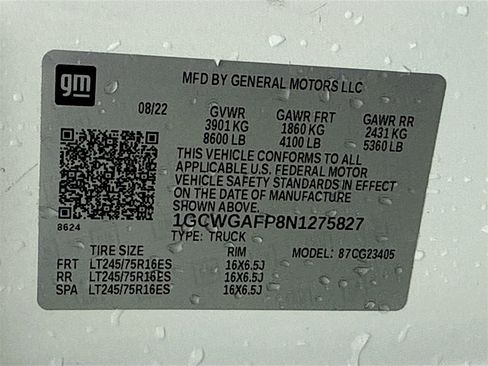 gm
MFD BY GENERAL MOTORS LLC
08/22 GVWR GAWR FRT GAWR RR
3901 KG 1860 KG 2431 KG
8600 LB 4100 LB 5360 LB
THIS VEHICLE CONFORMS TO ALL
APPLICABLE U.S. FEDERAL MOTOR
VEHICLE SAFETY STANDARDS IN EFFECT
ON THE DATE OF MANUFACTURE
SHOWN ABOVE.
8624 1GCWGAFP8N1275827
TYPE: TRUCK MODEL: 87CG23405
TIRE SIZE RIM
FRT LT245/75R16ES 16X6.5J
RR LT245/75R16ES 16X6.5J
SPA LT245/75R16ES 16X6.5J